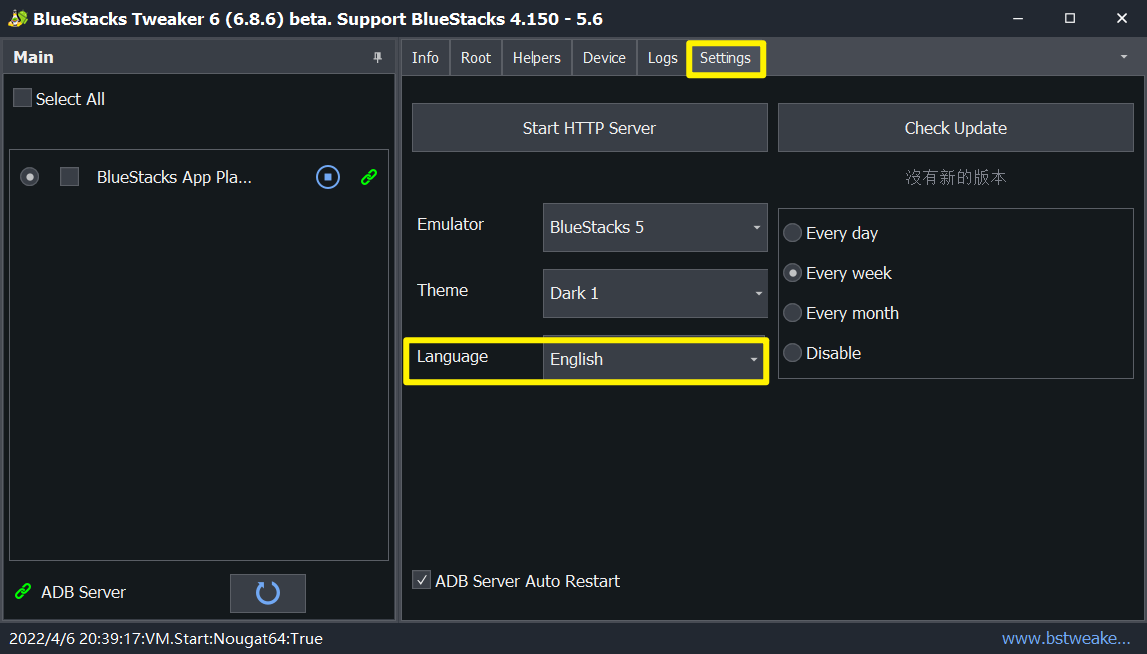 BlueStacks Tweaker 6 (6.8.6) beta. Support BlueStacks 4.150 - 5.6
Main
Info Root Helpers Device Logs Settings
Select All
Start HTTP Server
Check Update
BlueStacks App Pla...
沒有新的版本
Emulator
BlueStacks 5
Every day
Every week
Theme
Dark 1
Every month
Language
English
Disable
ADB Server Auto Restart
ADB Server
2022/4/6 20:39:17:VM.Start:Nougat64:True
www.bstweake...